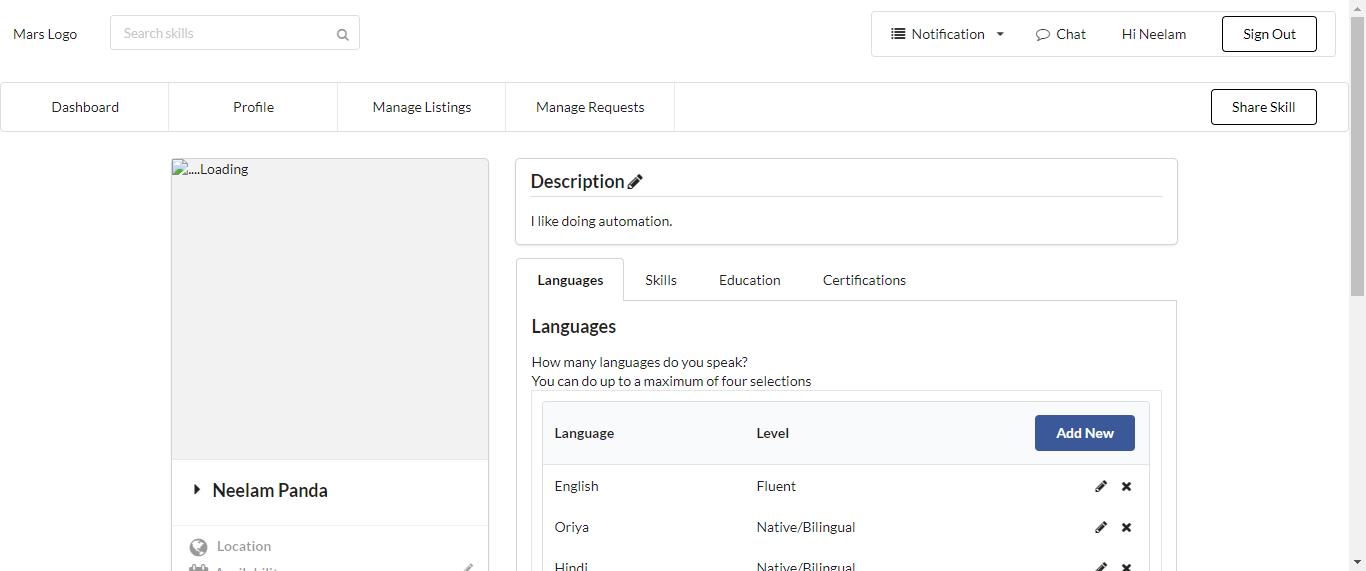 Mars Logo
Search skills
Notification
Chat
Hi Neelam
Sign Out
Dashboard
Profile
Manage Listings
Manage Requests
Share Skill
....Loading
Description
I like doing automation.
Languages
Skills
Education
Certifications
Languages
How many languages do you speak?
You can do up to a maximum of four selections
Language
Level
Add New
English
Fluent
Oriya
Native/Bilingual
Hindi
Native/Bilingual
Neelam Panda
Location